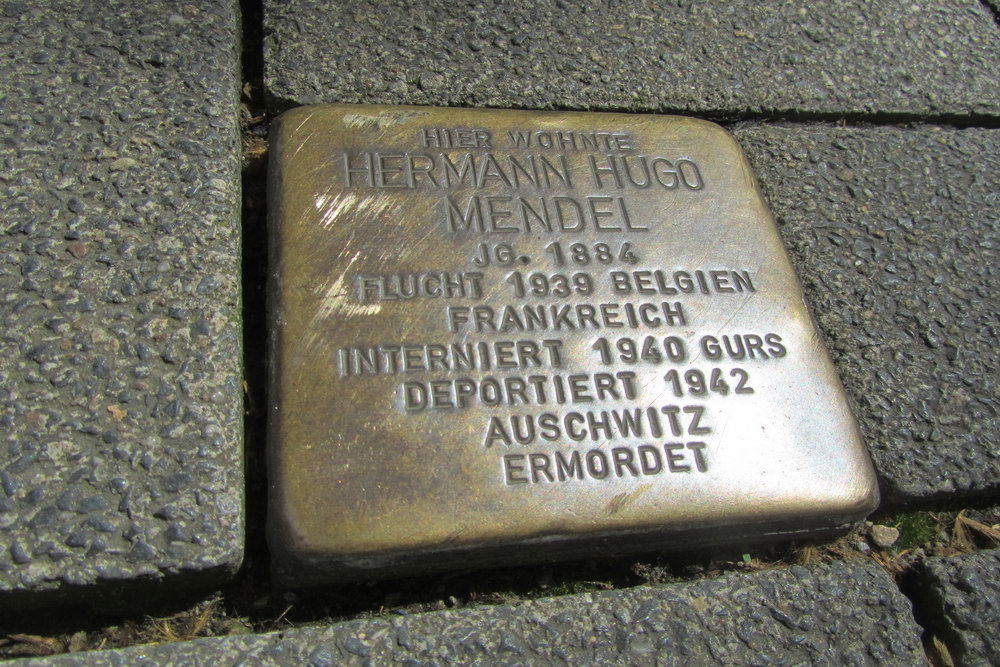 HIER WOHNTE
HERMANN HUGO
MENDEL
JG. 1884
FLUCHT 1939 BELGIEN
FRANKREICH
INTERNIERT 1940 GURS
DEPORTIERT 1942
AUSCHWITZ
ERMORDET